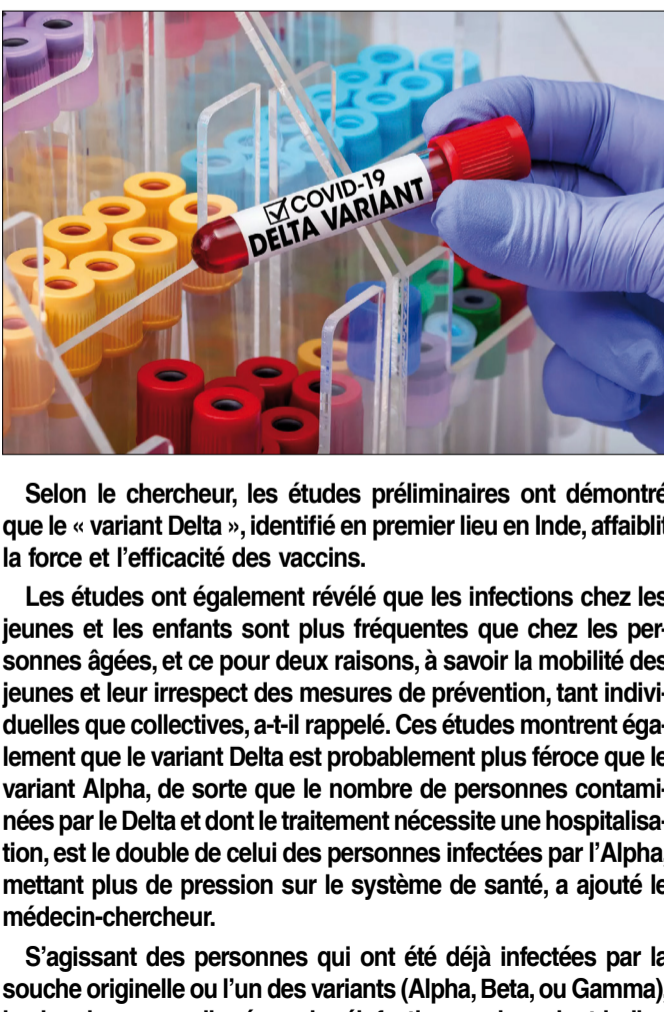 COVID-19
DELTA VARIANT
Selon le chercheur, les études préliminaires ont démontré
que le « variant Delta », identifié en premier lieu en Inde, affaiblit
la force et l'efficacité des vaccins.
Les études ont également révélé que les infections chez les
jeunes et les enfants sont plus fréquentes que chez les per-
sonnes âgées, et ce pour deux raisons, à savoir la mobilité des
jeunes et leur irrespect des mesures de prévention, tant indivi-
duelles que collectives, a-t-il rappelé. Ces études montrent éga-
lement que le variant Delta est probablement plus féroce que le
variant Alpha, de sorte que le nombre de personnes contami-
nées par le Delta et dont le traitement nécessite une hospitalisa-
tion, est le double de celui des personnes infectées par l'Alpha,
mettant plus de pression sur le système de santé, a ajouté le
médecin-chercheur.
S'agissant des personnes qui ont été déjà infectées par la
souche originelle ou l'un des variants (Alpha, Beta, ou Gamma),